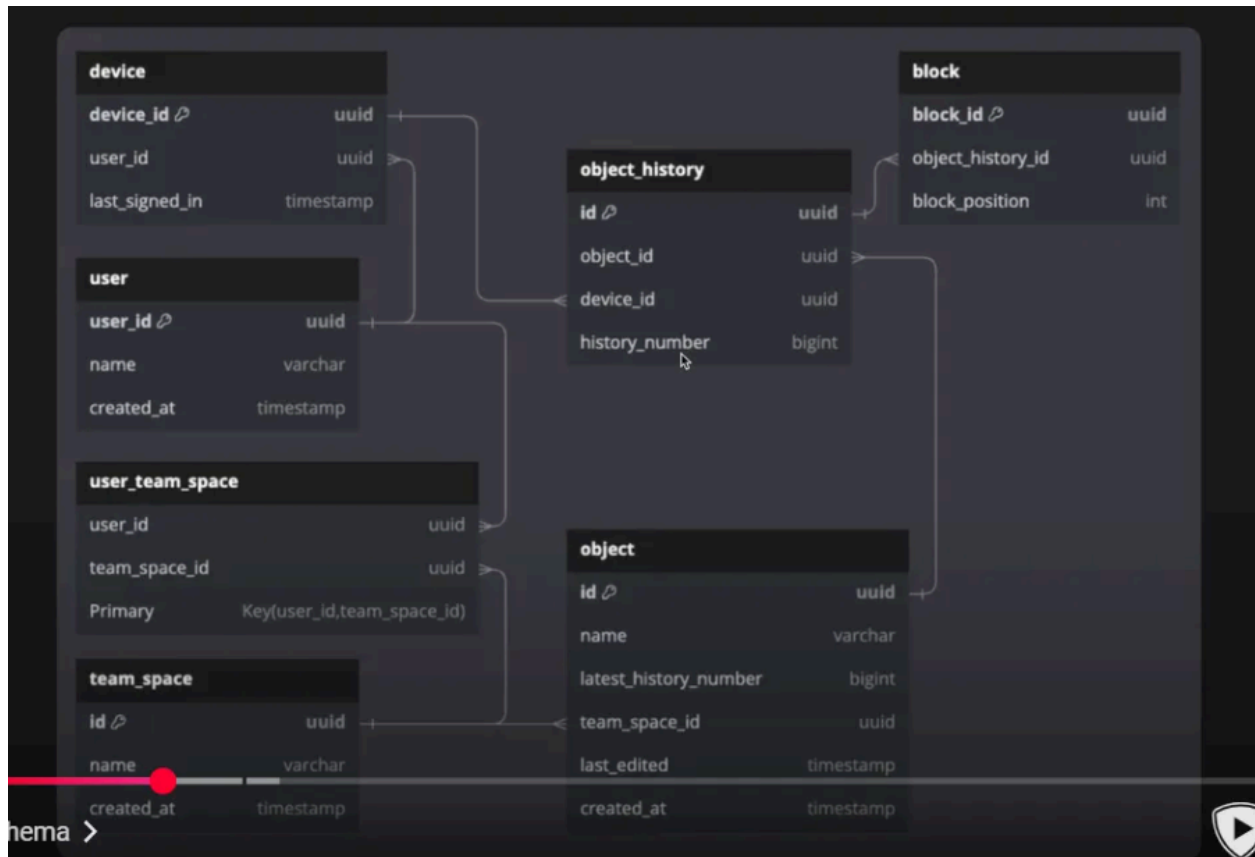 device
device_id uuid
user_id uuid
last_signed_in timestamp
user
user_id uuid
name varchar
created_at timestamp
user_team_space
user_id uuid
team_space_id uuid
Primary Key(user_id,team_space_id)
team_space
id uuid
name varchar
created_at timestamp
object_history
id uuid
object_id uuid
device_id uuid
history_number bigint
object
id uuid
name varchar
latest_history_number bigint
team_space_id uuid
last_edited timestamp
created_at timestamp
block
block_id uuid
object_history_id uuid
block_position int
hema